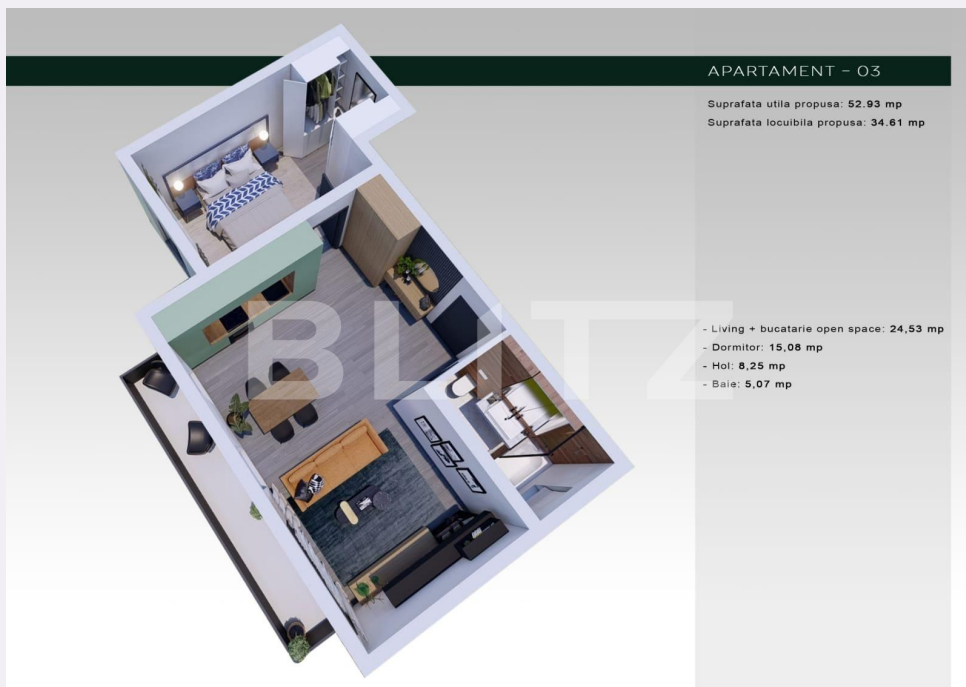 APARTAMENT - 03
Suprafata utila propusa: 52.93 mp
Suprafata locuibila propusa: 34.61 mp
BLITZ
- Living + bucatarie open space: 24,53 mp
- Dormitor: 15,08 mp
- Hol: 8,25 mp
- Baie: 5,07 mp